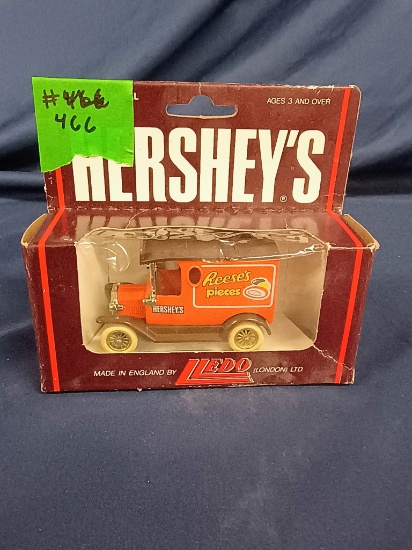 #466
466
L
AGES 3 AND OVER
HERSHEY'S
®
Reese's
pieces
HERSHEY'S
MADE IN ENGLAND BY LLEDO (LONDON) LTD